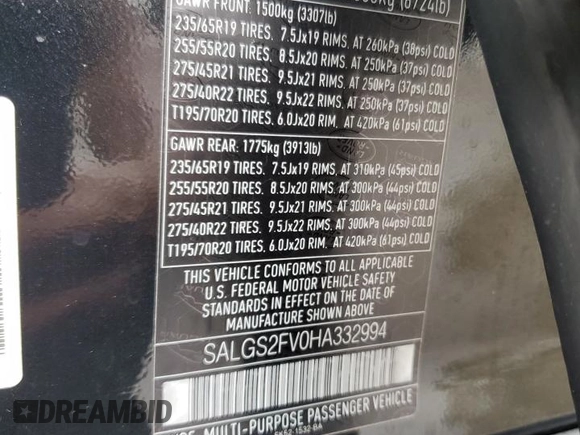 (6724lb)
GAWR FRONT: 1500kg (3307lb)
235/65R19 TIRES. 7.5Jx19 RIMS. AT 260kPa (38psi) COLD
255/55R20 TIRES. 8.5Jx20 RIMS. AT 250kPa (37psi) COLD
275/45R21 TIRES. 9.5Jx21 RIMS. AT 250kPa (37psi) COLD
275/40R22 TIRES. 9.5Jx22 RIMS. AT 250kPa (37psi) COLD
T195/70R20 TIRES. 6.0Jx20 RIM. AT 420kPa (61psi) COLD
GAWR REAR: 1775kg (3913lb)
235/65R19 TIRES. 7.5Jx19 RIMS. AT 310kPa (45psi) COLD
255/55R20 TIRES. 8.5Jx20 RIMS. AT 300kPa (44psi) COLD
275/45R21 TIRES. 9.5Jx21 RIMS. AT 300kPa (44psi) COLD
275/40R22 TIRES. 9.5Jx22 RIMS. AT 300kPa (44psi) COLD
T195/70R20 TIRES. 6.0Jx20 RIM. AT 420kPa (61psi) COLD
THIS VEHICLE CONFORMS TO ALL APPLICABLE
U.S. FEDERAL MOTOR VEHICLE SAFETY
STANDARDS IN EFFECT ON THE DATE OF
MANUFACTURE SHOWN ABOVE
SALGS2FV0HA332994
TYPE: MULTI-PURPOSE PASSENGER VEHICLE
DREAMBID